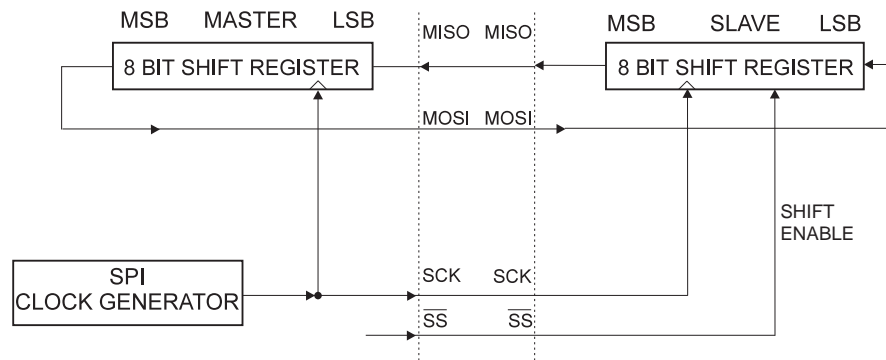 MSB MASTER LSB
MISO MISO
MSB SLAVE LSB
8 BIT SHIFT REGISTER
8 BIT SHIFT REGISTER
MOSI MOSI
SHIFT
ENABLE
SPI
CLOCK GENERATOR
SCK SCK
SS SS